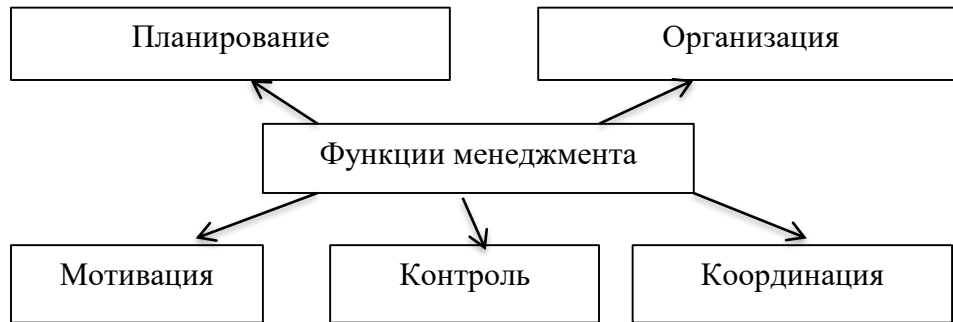 Планирование
Организация
Функции менеджмента
Мотивация
Контроль
Координация